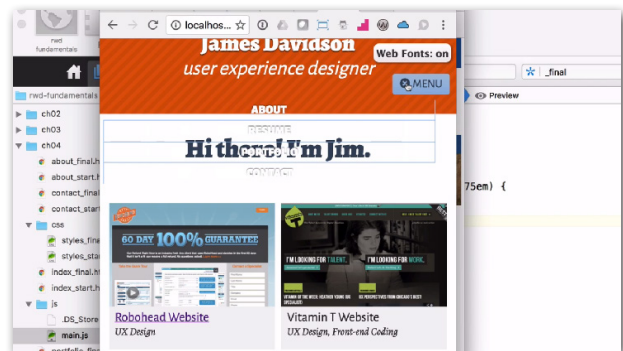 localhos...
James Davidson
Web Fonts: on
user experience designer
MENU
ABOUT
RESUME
Hi there! I'm Jim.
PORTFOLIO
CONTACT
60 DAY 100% GUARANTEE
I'M LOOKING FOR TALENT.
I'M LOOKING FOR WORK.
Robohead Website
UX Design
Vitamin T Website
UX Design, Front-end Coding
rwd
fundamentals
rwd-fundamentals
ch02
ch03
ch04
about_final.h
about_start.h
contact_final
contact_start
css
styles_fina
styles_sta
index_final.h
index_start.h
js
.DS_Store
main.js
_final
Preview
75em) {